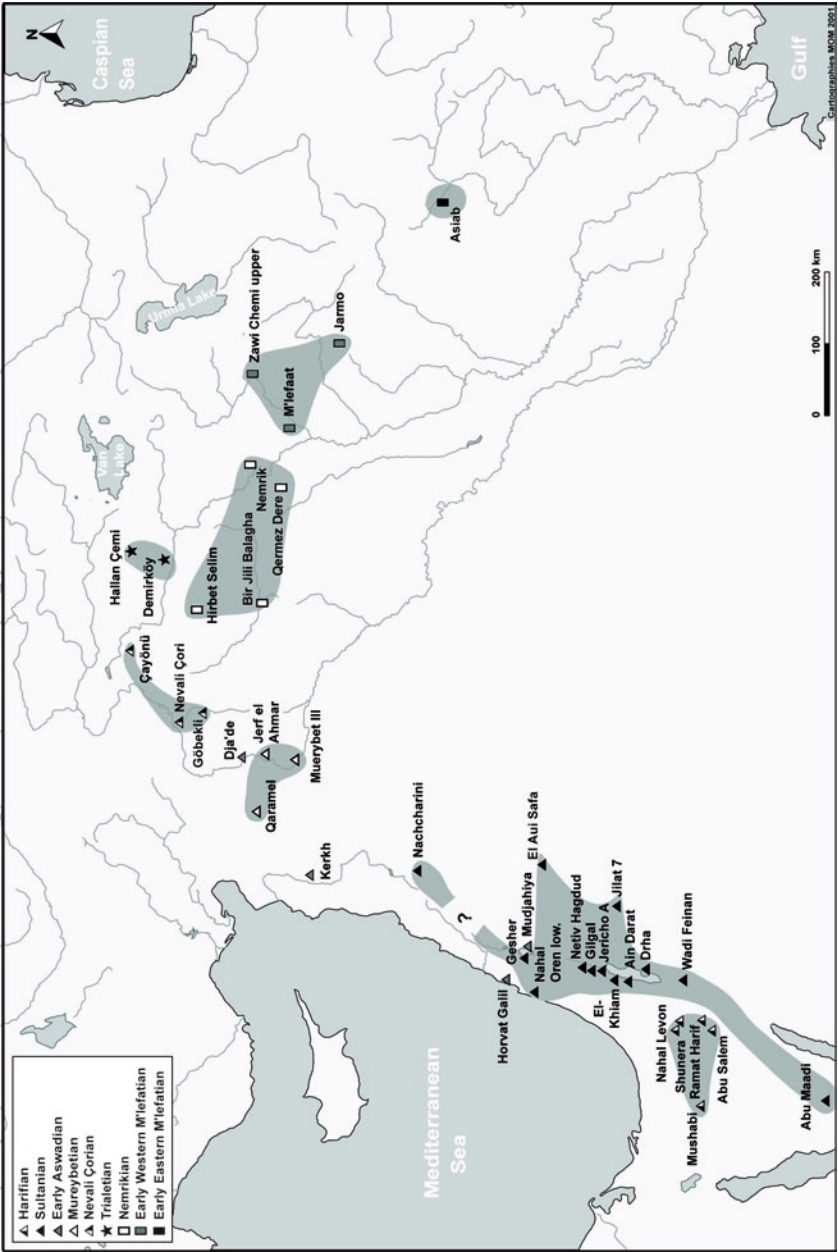 Harifian
Sultanian
Early Aswadian
Mureybetian
Nevali Çorian
Trialetian
Nemrikian
Early Western M'lefatian
Early Eastern M'lefatian
N
Caspian
Sea
Van
Lake
Urmia Lake
Hallan Çemi
Demirköy
Çayönü
Nevali Çori
Göbekli
Hirbet Selim
Bir Jili Balagha
Nemrik
Qermez Dere
Zawi Chemi upper
M'lefaat
Jarmo
Dja'de
Jerf el
Ahmar
Qaramel
Muerybet III
Kerkh
Asiab
Nachcharini
?
Mediterranean
Sea
Horvat Galil
Gesher
Mudjahiya
Nahal
Oren low.
El Aui Safa
Netiv Hagdud
Gilgal
Jericho A
El-
Khiam
Jilat 7
Ain Darat
Drha
Wadi Feinan
Nahal Levon
Shunera
Ramat Harif
Mushabi
Abu Salem
Abu Maadi
0 100 200 km
Gulf
Cartographies MOM 2001